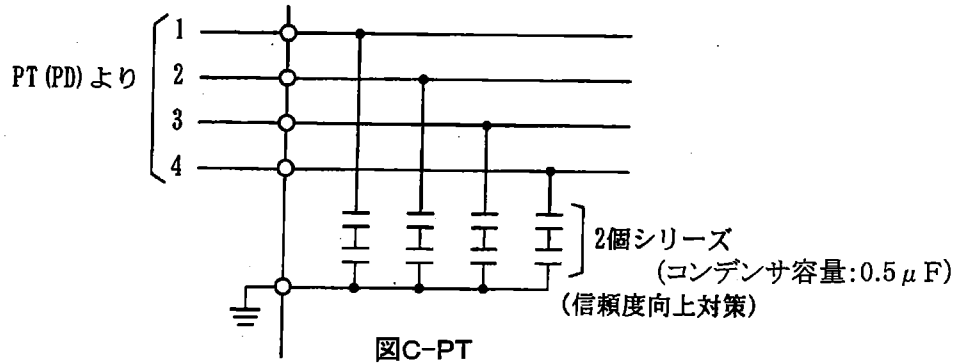 PT(PD)より
1
2
3
4
2個シリーズ
(コンデンサ容量:0.5μF)
(信頼度向上対策)
図C-PT